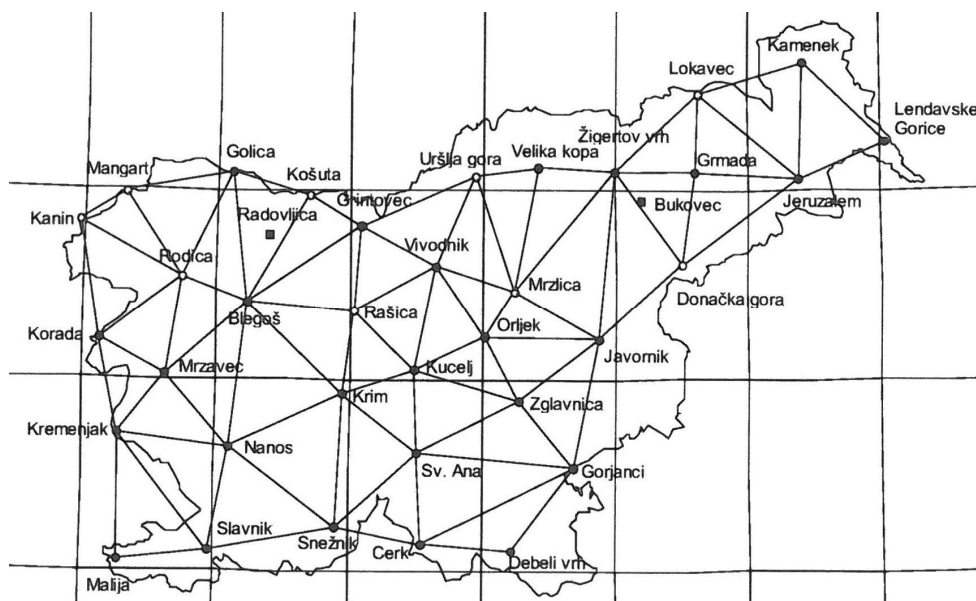 Kamenek
Lokavec
Lendavske
Gorice
Žigertov vrh
Velika kopa
Uršlja gora
Grmada
Golica
Mangart
Košuta
Grintovec
Bukovec
Jeruzalem
Kanin
Radovljica
Vivodnik
Rodica
Mrzlica
Donačka gora
Blegoš
Rašica
Orljek
Korada
Javornik
Mrzavec
Kucelj
Krim
Zglavnica
Kremenjak
Nanos
Sv. Ana
Gorjanci
Slavnik
Snežnik
Cerk
Debeli vrh
Malija